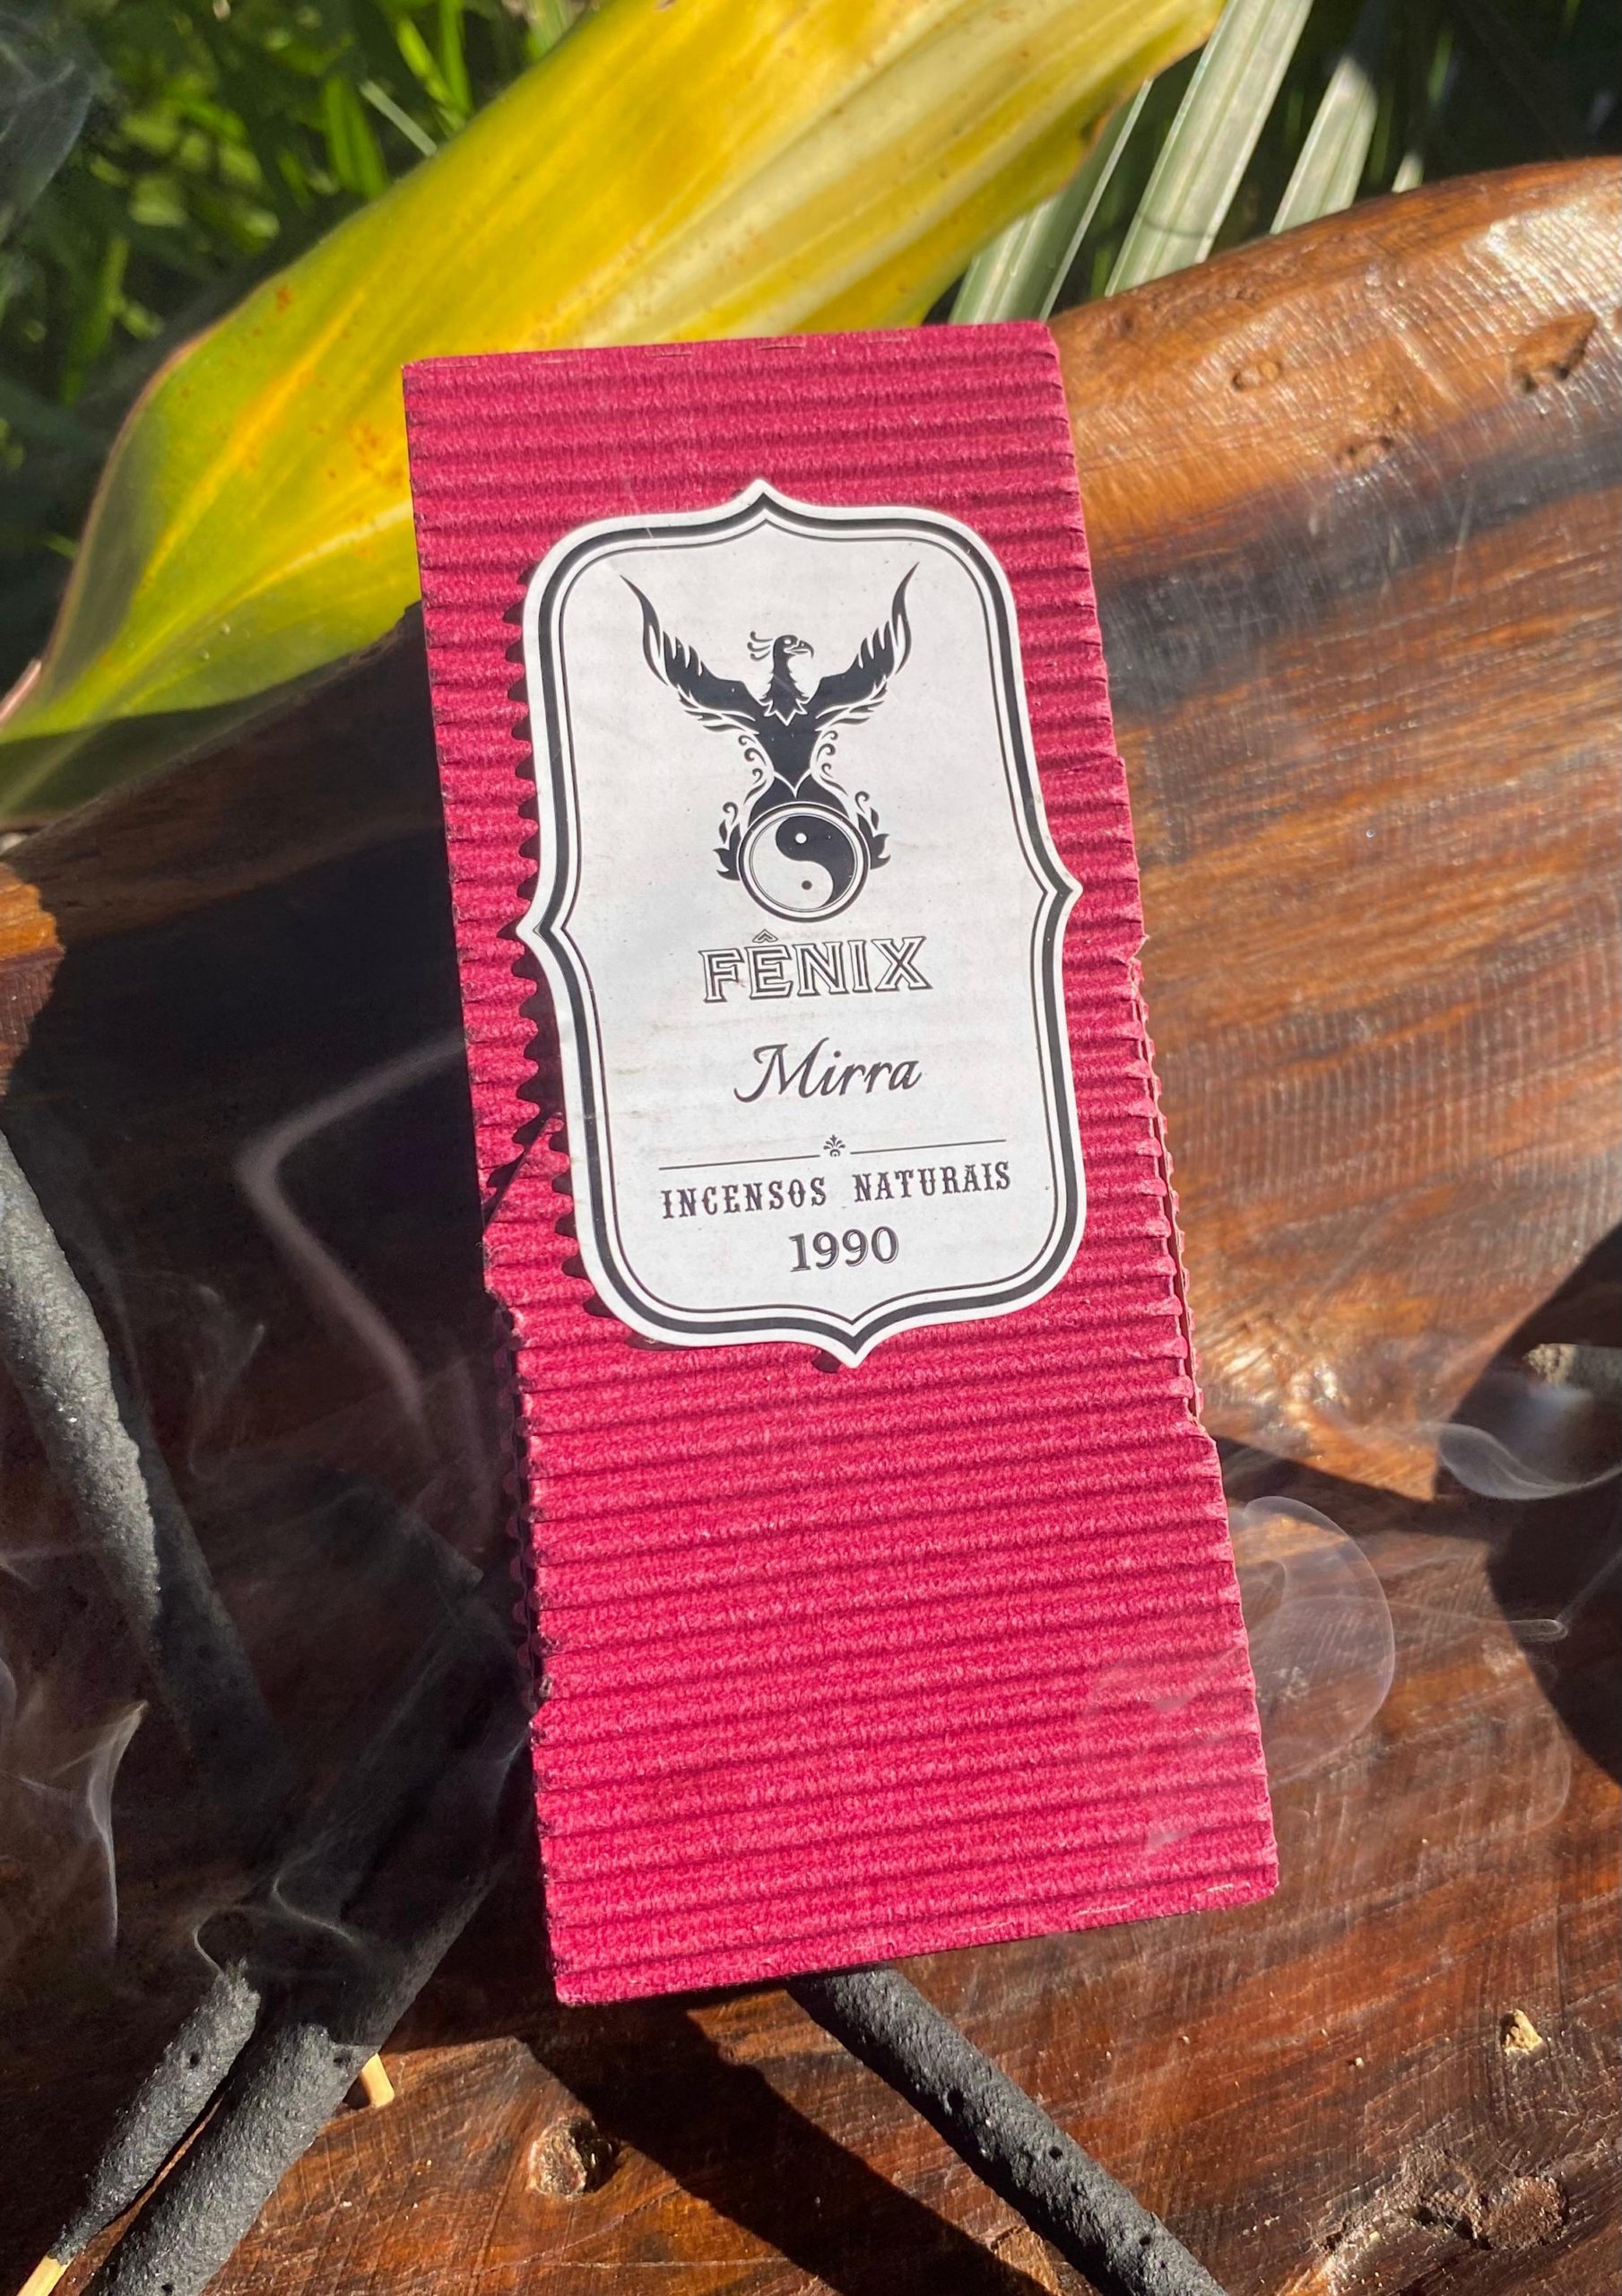 FÊNIX
Mirra
INCENSOS NATURAIS
1990